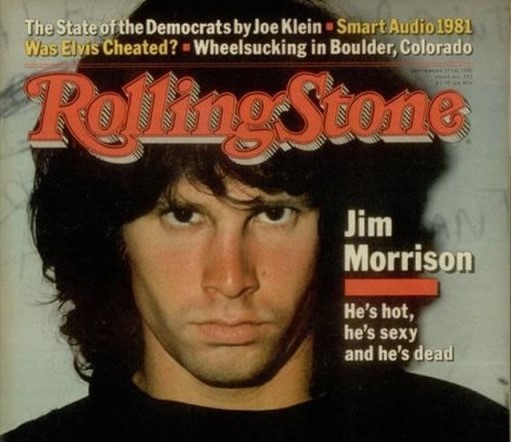 The State of the Democrats by Joe Klein ▪ Smart Audio 1981
Was Elvis Cheated? ▪ Wheelsucking in Boulder, Colorado
RollingStone
Jim
Morrison
He's hot,
he's sexy
and he's dead